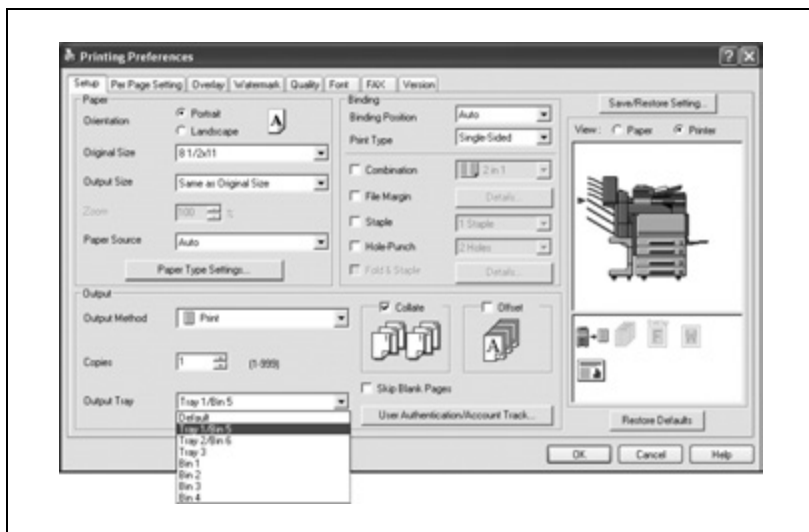 Printing Preferences
Setup Per Page Setting Overlay Watermark Quality Font FAX Version
Paper
Orientation
Portrait
Landscape
A
Original Size 8 1/2x11
Output Size Same as Original Size
Zoom 100 %
Paper Source Auto
Paper Type Settings...
Binding
Binding Position Auto
Print Type Single-Sided
Combination 2 in 1
File Margin Details...
Staple 1 Staple
Hole-Punch 2 Holes
Fold & Staple Details...
Save/Restore Setting...
View: Paper Printer
Output
Output Method Print
Copies 1 (1-999)
Output Tray Tray 1/Bin 5
Default
Tray 1/Bin 5
Tray 2/Bin 6
Tray 3
Bin 1
Bin 2
Bin 3
Bin 4
Collate
Offset
A
Skip Blank Pages
User Authentication/Account Track...
Restore Defaults
OK Cancel Help